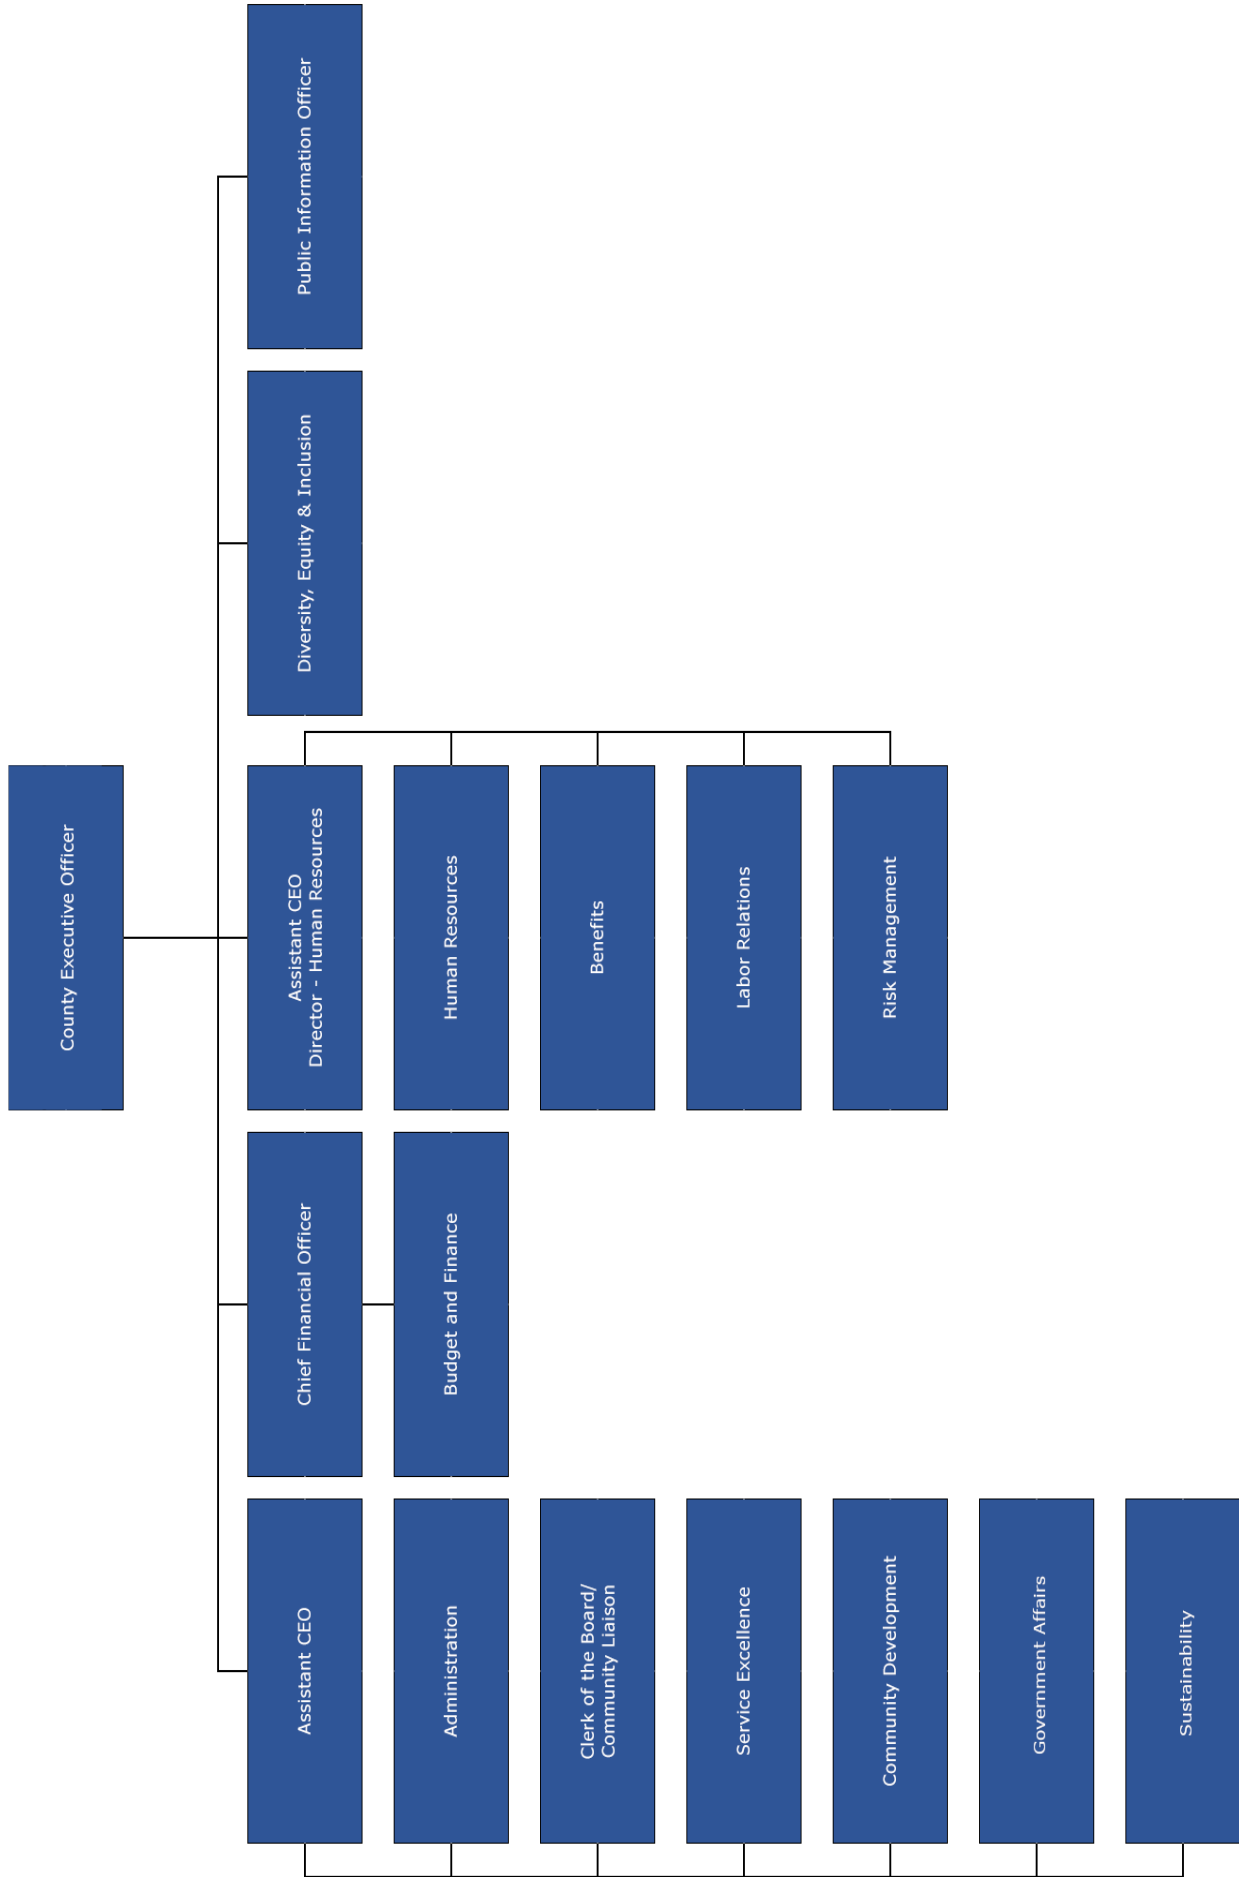 County Executive Officer
Assistant CEO
Administration
Clerk of the Board/
Community Liaison
Service Excellence
Community Development
Government Affairs
Sustainability
Chief Financial Officer
Budget and Finance
Assistant CEO
Director - Human Resources
Human Resources
Benefits
Labor Relations
Risk Management
Diversity, Equity & Inclusion
Public Information Officer